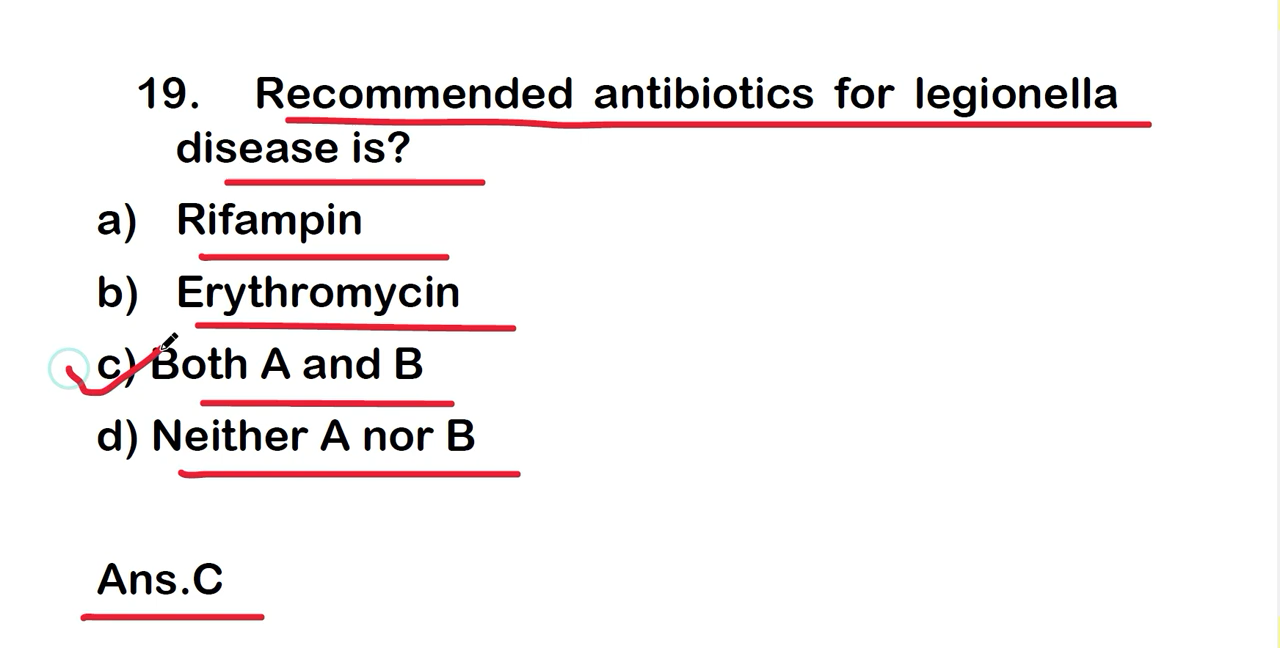 19. Recommended antibiotics for legionella
disease is?
a) Rifampin
b) Erythromycin
c) Both A and B
d) Neither A nor B
Ans.C